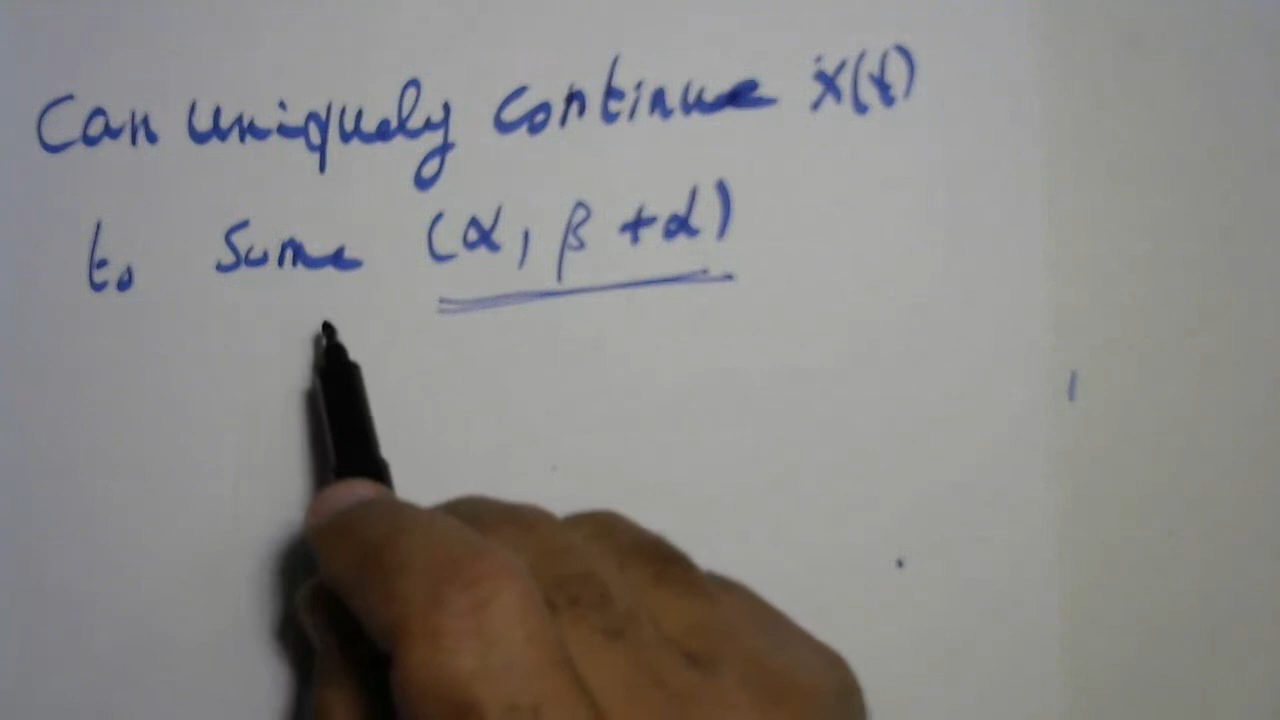 Can uniquely continue x(t)
to some (α, β + α)